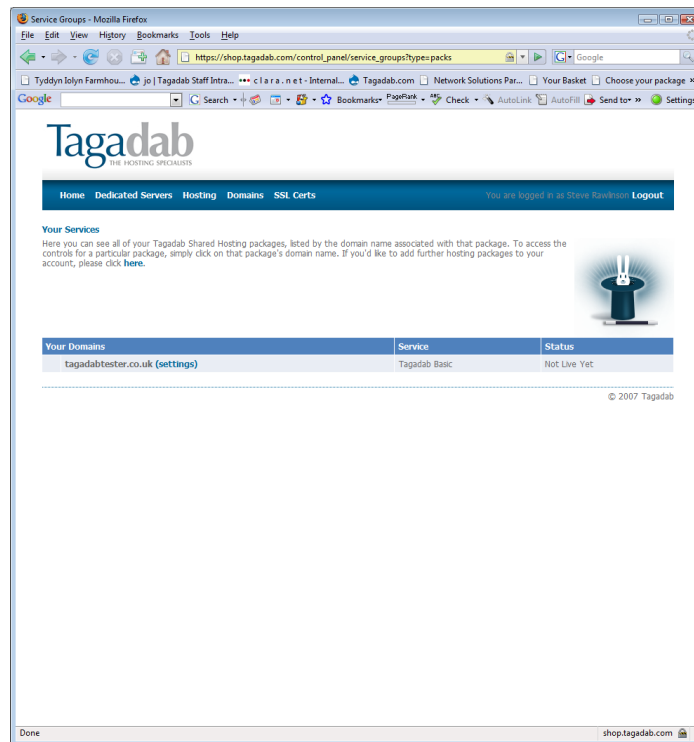 Service Groups - Mozilla Firefox
File Edit View History Bookmarks Tools Help
https://shop.tagadab.com/control_panel/service_groups?type=packs G Google
Tyddyn Iolyn Farmhou... jo | Tagadab Staff Intra... c l a r a . n e t - Internal... Tagadab.com Network Solutions Par... Your Basket Choose your package »
Google G Search Bookmarks PageRank ABC Check AutoLink AutoFill Send to » Settings
Tagadab
THE HOSTING SPECIALISTS
Home Dedicated Servers Hosting Domains SSL Certs You are logged in as Steve Rawlinson Logout
Your Services
Here you can see all of your Tagadab Shared Hosting packages, listed by the domain name associated with that package. To access the
controls for a particular package, simply click on that package's domain name. If you'd like to add further hosting packages to your
account, please click here.
Your Domains Service Status
tagadabtester.co.uk (settings) Tagadab Basic Not Live Yet
© 2007 Tagadab
Done shop.tagadab.com